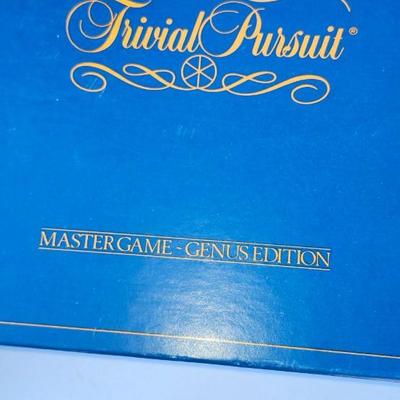 Trivial Pursuit®
MASTER GAME - GENUS EDITION